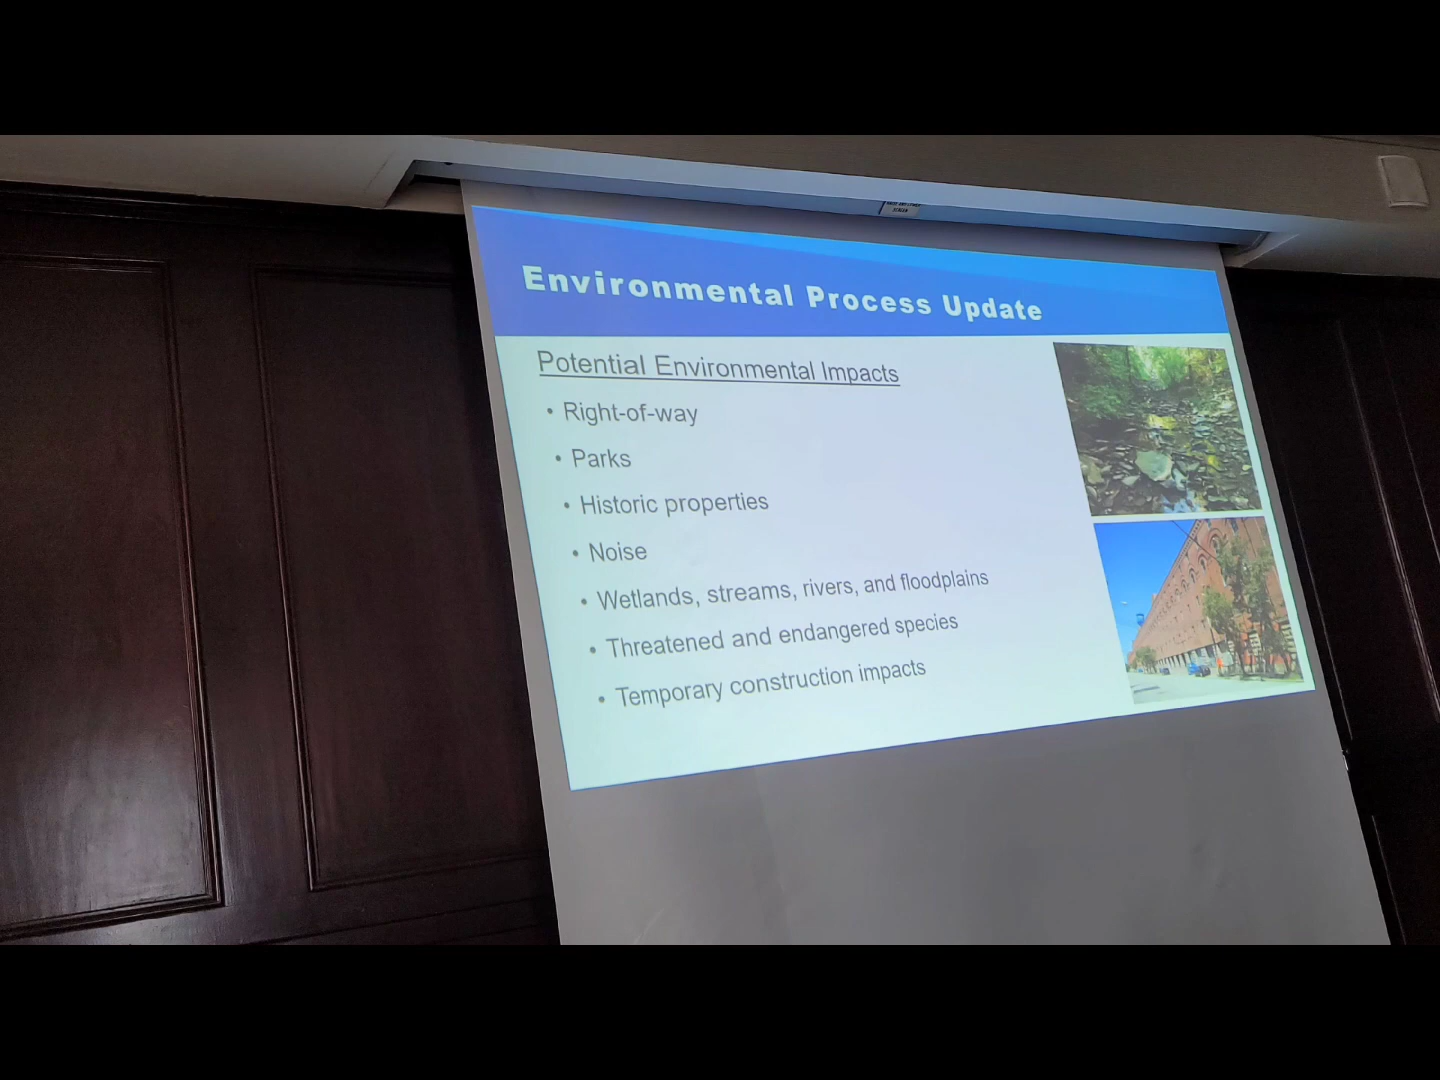 Environmental Process Update
Potential Environmental Impacts
• Right-of-way
• Parks
• Historic properties
• Noise
• Wetlands, streams, rivers, and floodplains
• Threatened and endangered species
• Temporary construction impacts